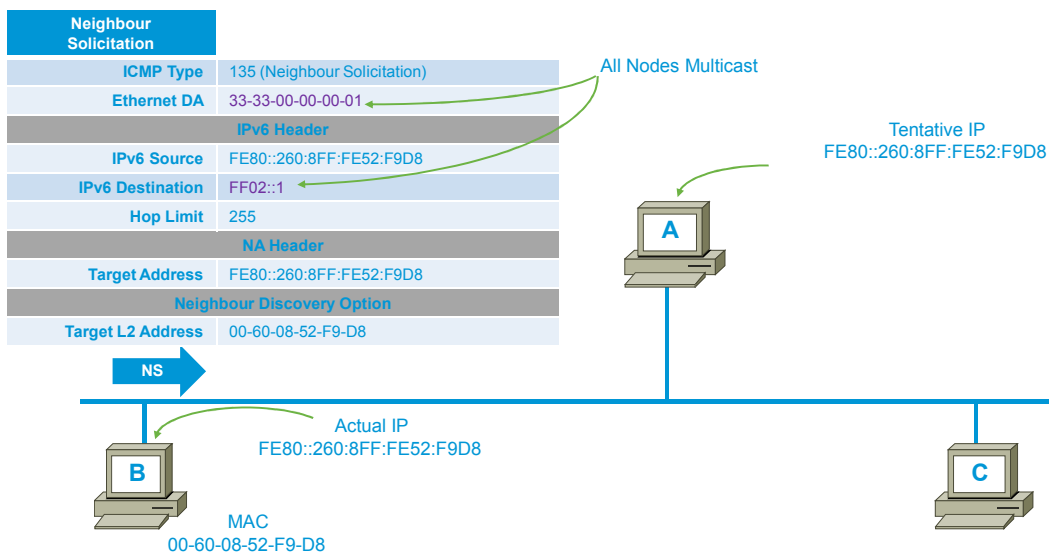 Neighbour
Solicitation
ICMP Type 135 (Neighbour Solicitation)
Ethernet DA 33-33-00-00-00-01
IPv6 Header
IPv6 Source FE80::260:8FF:FE52:F9D8
IPv6 Destination FF02::1
Hop Limit 255
NA Header
Target Address FE80::260:8FF:FE52:F9D8
Neighbour Discovery Option
Target L2 Address 00-60-08-52-F9-D8
All Nodes Multicast
Tentative IP
FE80::260:8FF:FE52:F9D8
A
NS
Actual IP
FE80::260:8FF:FE52:F9D8
B
MAC
00-60-08-52-F9-D8
C